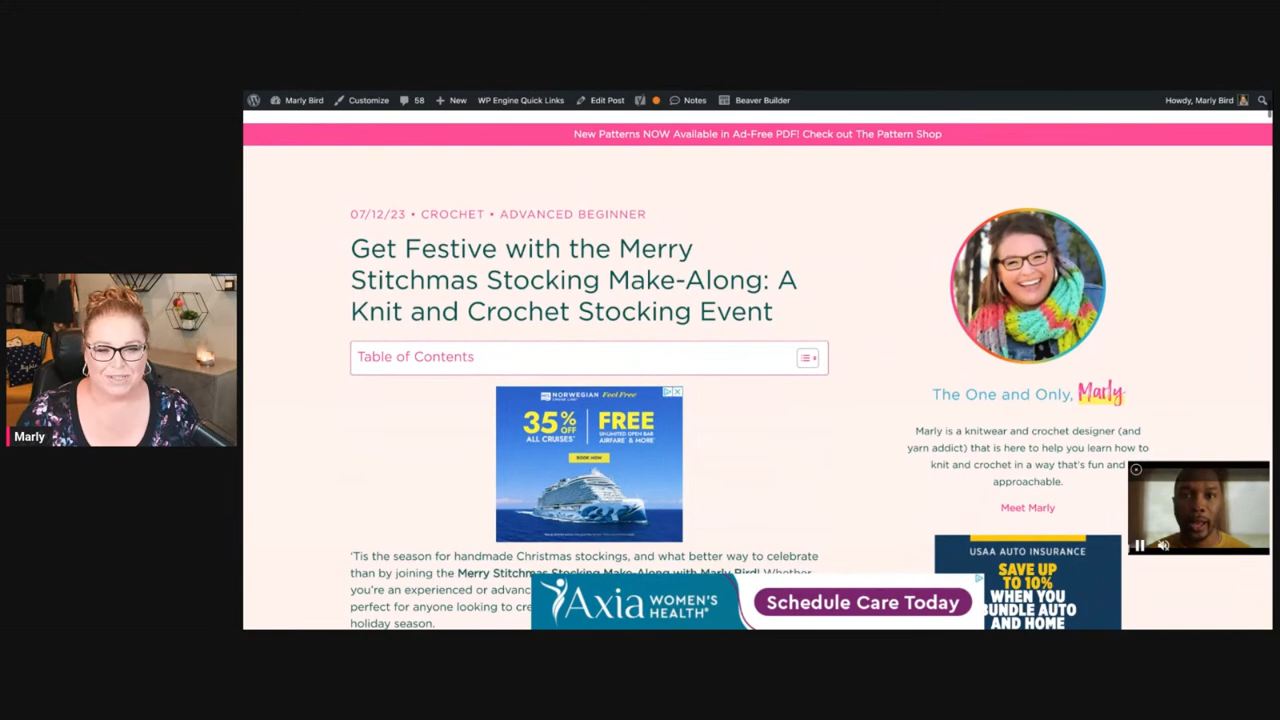 Marly Bird
Customize
58
New
WP Engine Quick Links
Edit Post
Notes
Beaver Builder
Howdy, Marly Bird
New Patterns NOW Available in Ad-Free PDF! Check out The Pattern Shop
07/12/23 • CROCHET • ADVANCED BEGINNER
Get Festive with the Merry
Stitchmas Stocking Make-Along: A
Knit and Crochet Stocking Event
Table of Contents
NORWEGIAN
CRUISE LINE
Feel Free
35% OFF
ALL CRUISES*
FREE
UNLIMITED OPEN BAR
AIRFARE* & MORE*
BOOK NOW
'Tis the season for handmade Christmas stockings, and what better way to celebrate
than by joining the Merry Stitchmas Stocking Make-Along with Marly Bird! Whether
you're an experienced or advanc
perfect for anyone looking to cre
holiday season.
The One and Only, Marly
Marly is a knitwear and crochet designer (and
yarn addict) that is here to help you learn how to
knit and crochet in a way that's fun and
approachable.
Meet Marly
USAA AUTO INSURANCE
SAVE UP
TO 10%
WHEN YOU
BUNDLE AUTO
AND HOME
Axia WOMEN'S
HEALTH®
Schedule Care Today
Marly